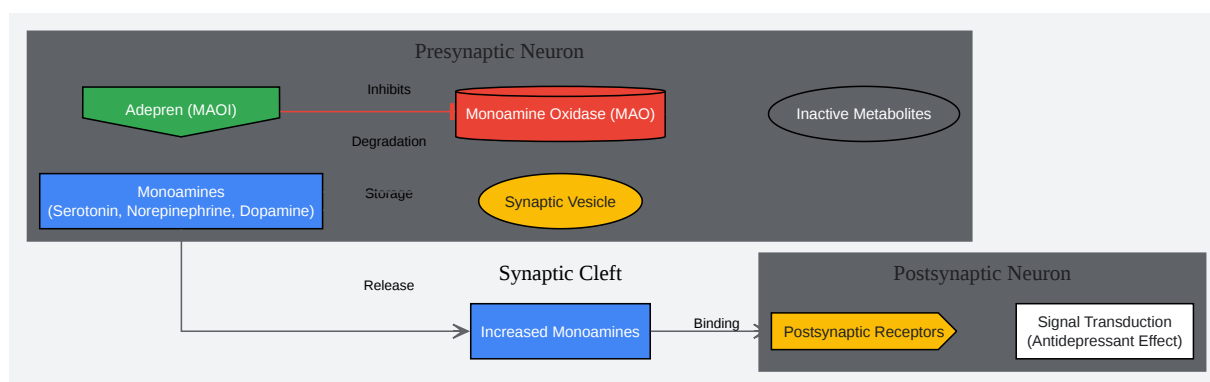 Presynaptic Neuron
Adepren (MAOI)
Inhibits
Monoamine Oxidase (MAO)
Inactive Metabolites
Degradation
Monoamines
(Serotonin, Norepinephrine, Dopamine)
Storage
Synaptic Vesicle
Synaptic Cleft
Postsynaptic Neuron
Release
Increased Monoamines
Binding
Postsynaptic Receptors
Signal Transduction
(Antidepressant Effect)